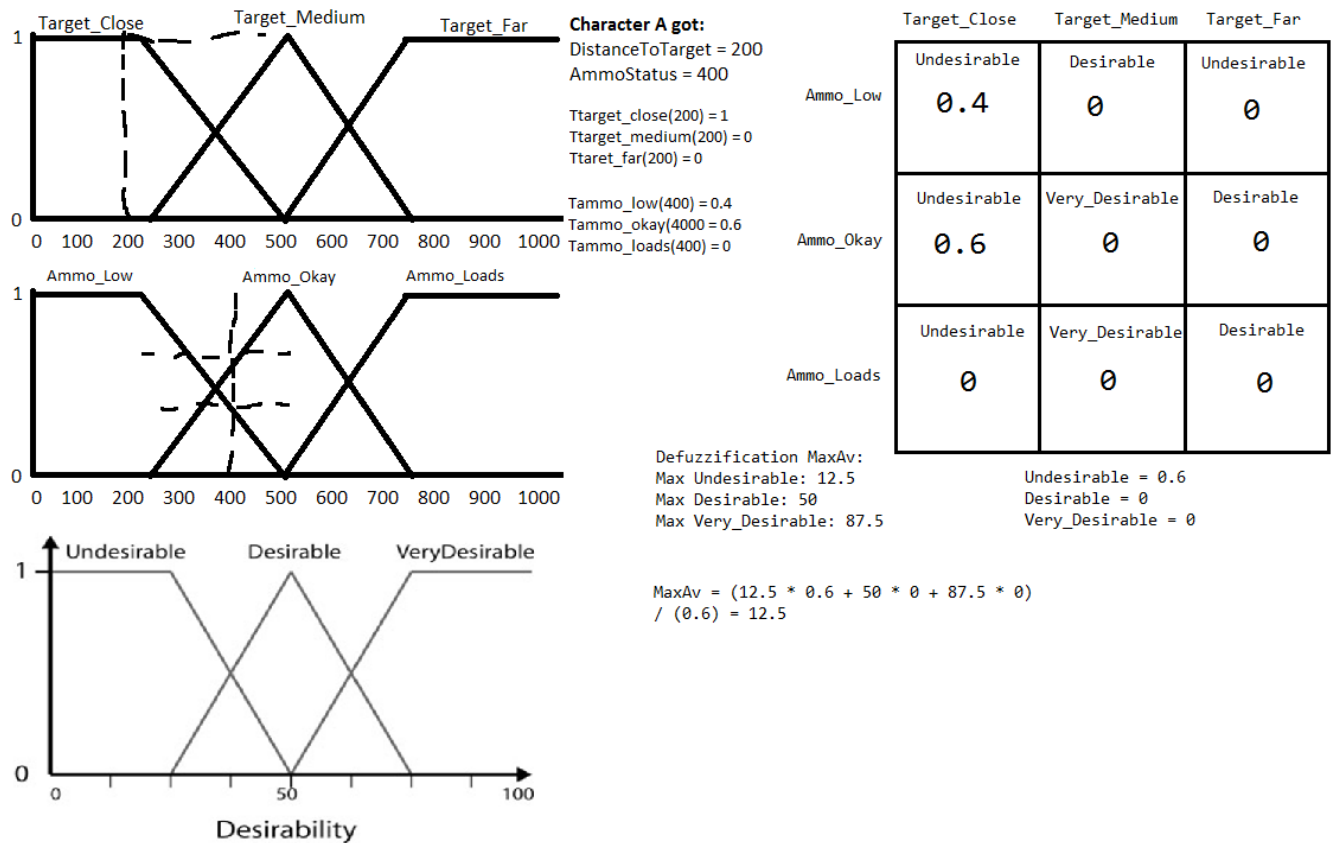 Target_Close
Target_Medium
Target_Far
1
0
0 100 200 300 400 500 600 700 800 900 1000
Ammo_Low
Ammo_Okay
Ammo_Loads
1
0
0 100 200 300 400 500 600 700 800 900 1000
Undesirable Desirable VeryDesirable
1
0
0 50 100
Desirability
Character A got:
DistanceToTarget = 200
AmmoStatus = 400
Ttarget_close(200) = 1
Ttarget_medium(200) = 0
Ttaret_far(200) = 0
Tammo_low(400) = 0.4
Tammo_okay(4000 = 0.6
Tammo_loads(400) = 0
Target_Close Target_Medium Target_Far
Undesirable Desirable Undesirable
Ammo_Low
0.4 0 0
Undesirable Very_Desirable Desirable
Ammo_Okay
0.6 0 0
Undesirable Very_Desirable Desirable
Ammo_Loads
0 0 0
Defuzzification MaxAv:
Max Undesirable: 12.5
Max Desirable: 50
Max Very_Desirable: 87.5
Undesirable = 0.6
Desirable = 0
Very_Desirable = 0
MaxAv = (12.5 * 0.6 + 50 * 0 + 87.5 * 0)
/ (0.6) = 12.5